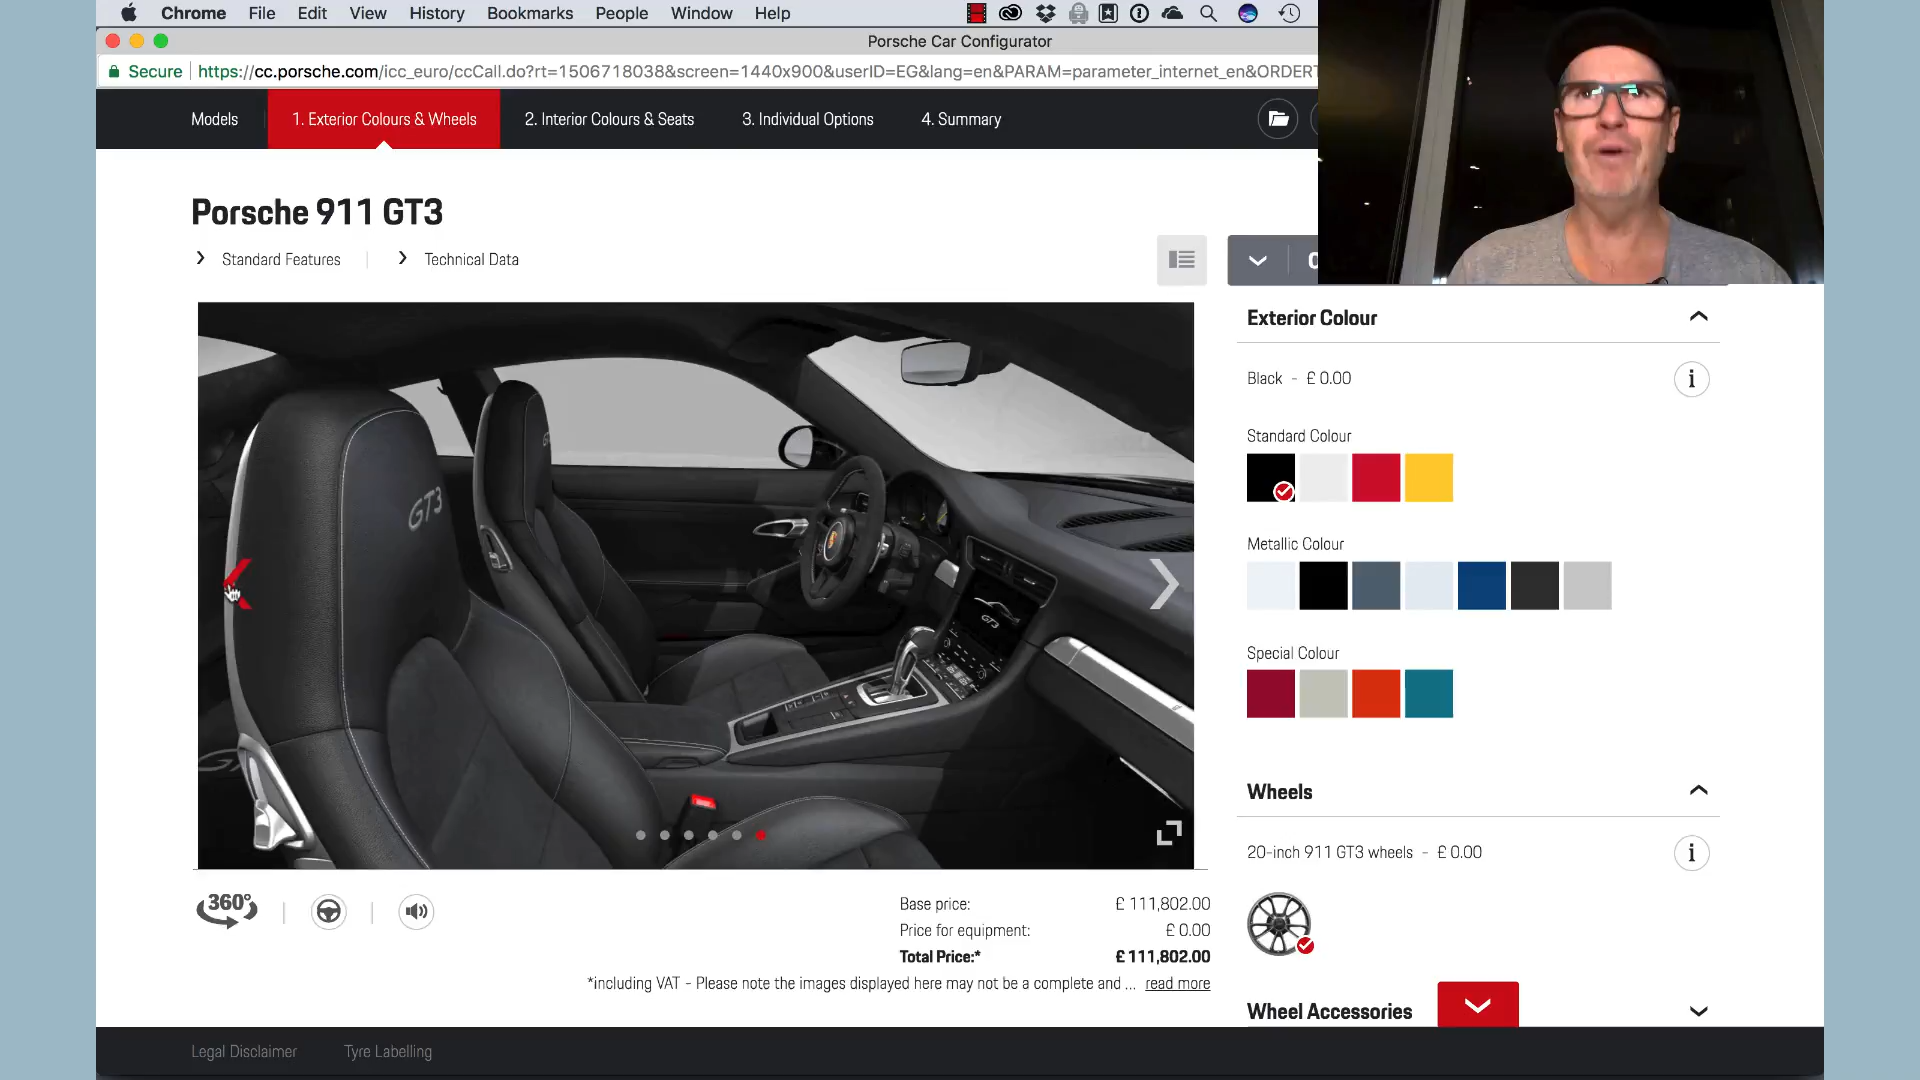 Chrome File Edit View History Bookmarks People Window Help
Porsche Car Configurator
Secure https://cc.porsche.com/icc_euro/ccCall.do?rt=1506718038&screen=1440x900&userID=EG&lang=en&PARAM=parameter_internet_en&ORDERT
Models 1. Exterior Colours & Wheels 2. Interior Colours & Seats 3. Individual Options 4. Summary
Porsche 911 GT3
Standard Features Technical Data
Exterior Colour
Black - £ 0.00
Standard Colour
Metallic Colour
Special Colour
Wheels
20-inch 911 GT3 wheels - £ 0.00
Wheel Accessories
GT3
GT3
360°
Base price: £ 111,802.00
Price for equipment: £ 0.00
Total Price:* £ 111,802.00
*including VAT - Please note the images displayed here may not be a complete and ... read more
Legal Disclaimer Tyre Labelling